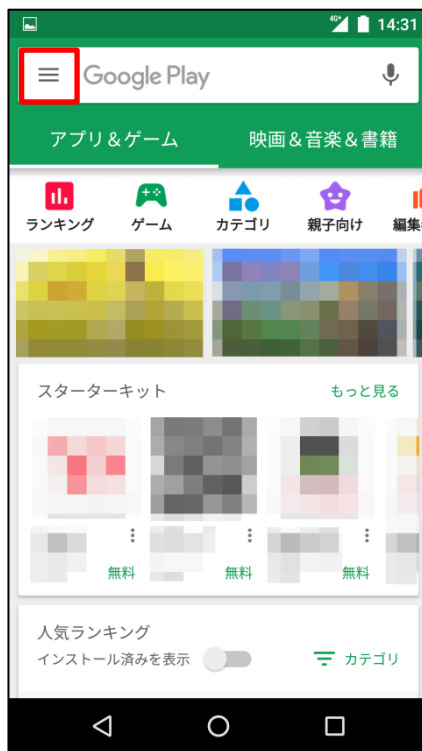 4G+ 14:31
Google Play
アプリ&ゲーム 映画&音楽&書籍
ランキング ゲーム カテゴリ 親子向け 編集
スターターキット もっと見る
無料 無料 無料
人気ランキング
インストール済みを表示 カテゴリ